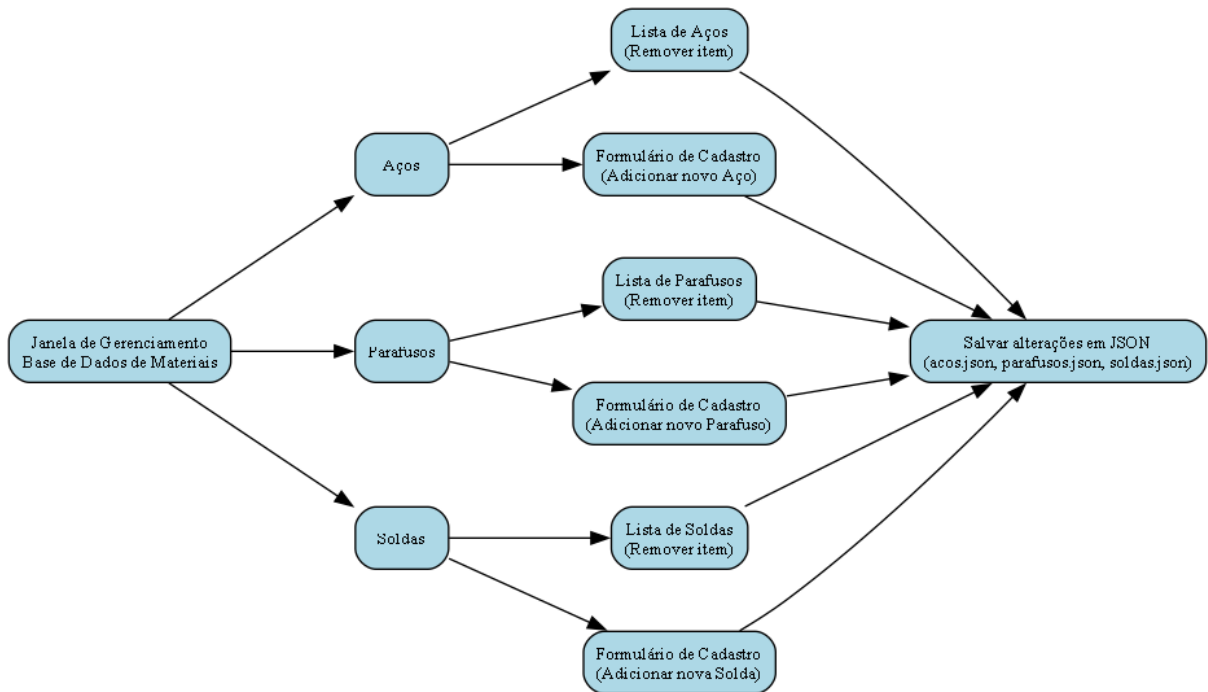 Lista de Aços
(Remover item)
Aços
Formulário de Cadastro
(Adicionar novo Aço)
Lista de Parafusos
(Remover item)
Janela de Gerenciamento
Base de Dados de Materiais
Parafusos
Salvar alterações em JSON
(acos.json, parafusos.json, soldas.json)
Formulário de Cadastro
(Adicionar novo Parafuso)
Soldas
Lista de Soldas
(Remover item)
Formulário de Cadastro
(Adicionar nova Solda)